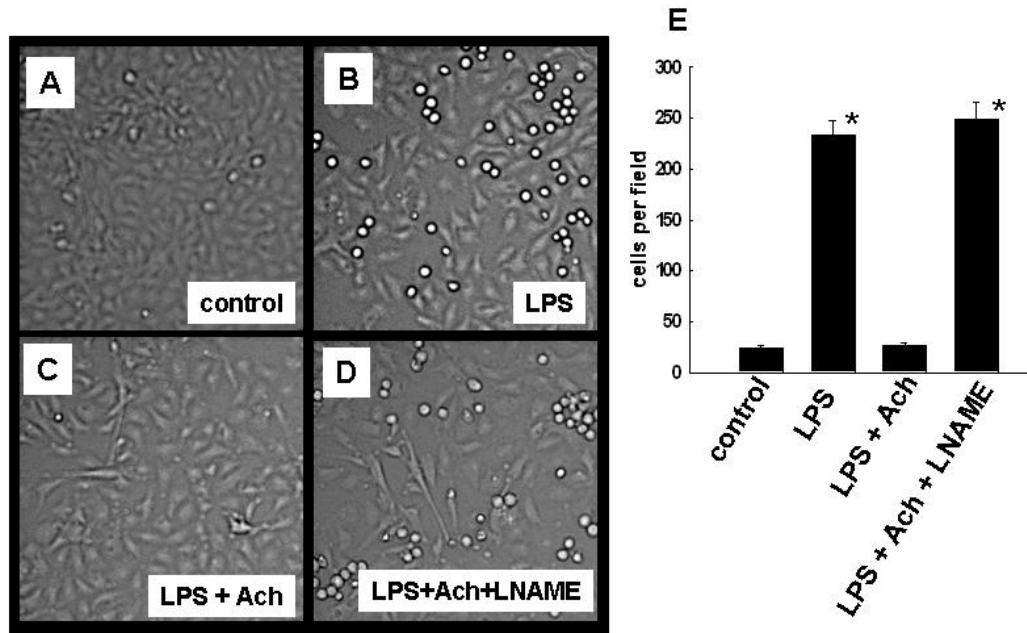 A
control
B
LPS
C
LPS + Ach
D
LPS+Ach+LNAME
E
cells per field
300
250
200
150
100
50
0
*
*
control
LPS
LPS + Ach
LPS + Ach + LNAME